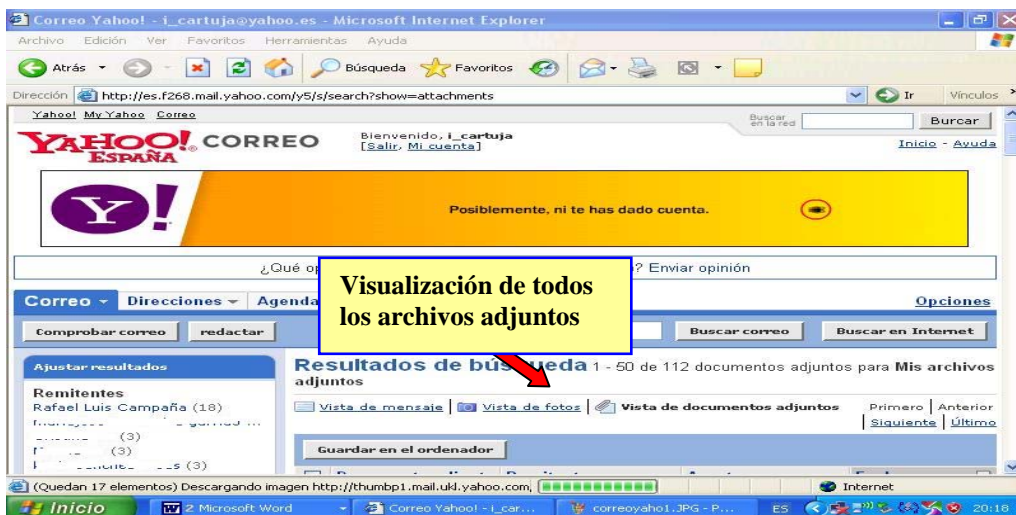 Correo Yahoo! - i_cartuja@yahoo.es - Microsoft Internet Explorer
Archivo Edición Ver Favoritos Herramientas Ayuda
Atrás Búsqueda Favoritos
Dirección http://es.f268.mail.yahoo.com/ym/s/search?show=attachments Ir Vínculos
Yahoo! My Yahoo Correo
Buscar en la red Burcar
YAHOO! CORREO
ESPAÑA
Bienvenido, i_cartuja
[Salir, Mi cuenta]
Inicio - Ayuda
Y!
Posiblemente, ni te has dado cuenta.
¿Qué ? Enviar opinión
Visualización de todos
los archivos adjuntos
Correo Direcciones Agenda
Opciones
Comprobar correo redactar Buscar correo Buscar en Internet
Ajustar resultados
Remitentes
Rafael Luis Campaña (18)
(3)
(3)
(3)
Resultados de búsqueda 1 - 50 de 112 documentos adjuntos para Mis archivos
adjuntos
Vista de mensaje Vista de fotos Vista de documentos adjuntos
Primero Anterior
Siguiente Último
Guardar en el ordenador
(Quedan 17 elementos) Descargando imagen http://thumbp1.mail.ukl.yahoo.com, Internet
Inicio 2 Microsoft Word Correo Yahoo! - i_car... correoyaho1.JPG - P... ES 20:18